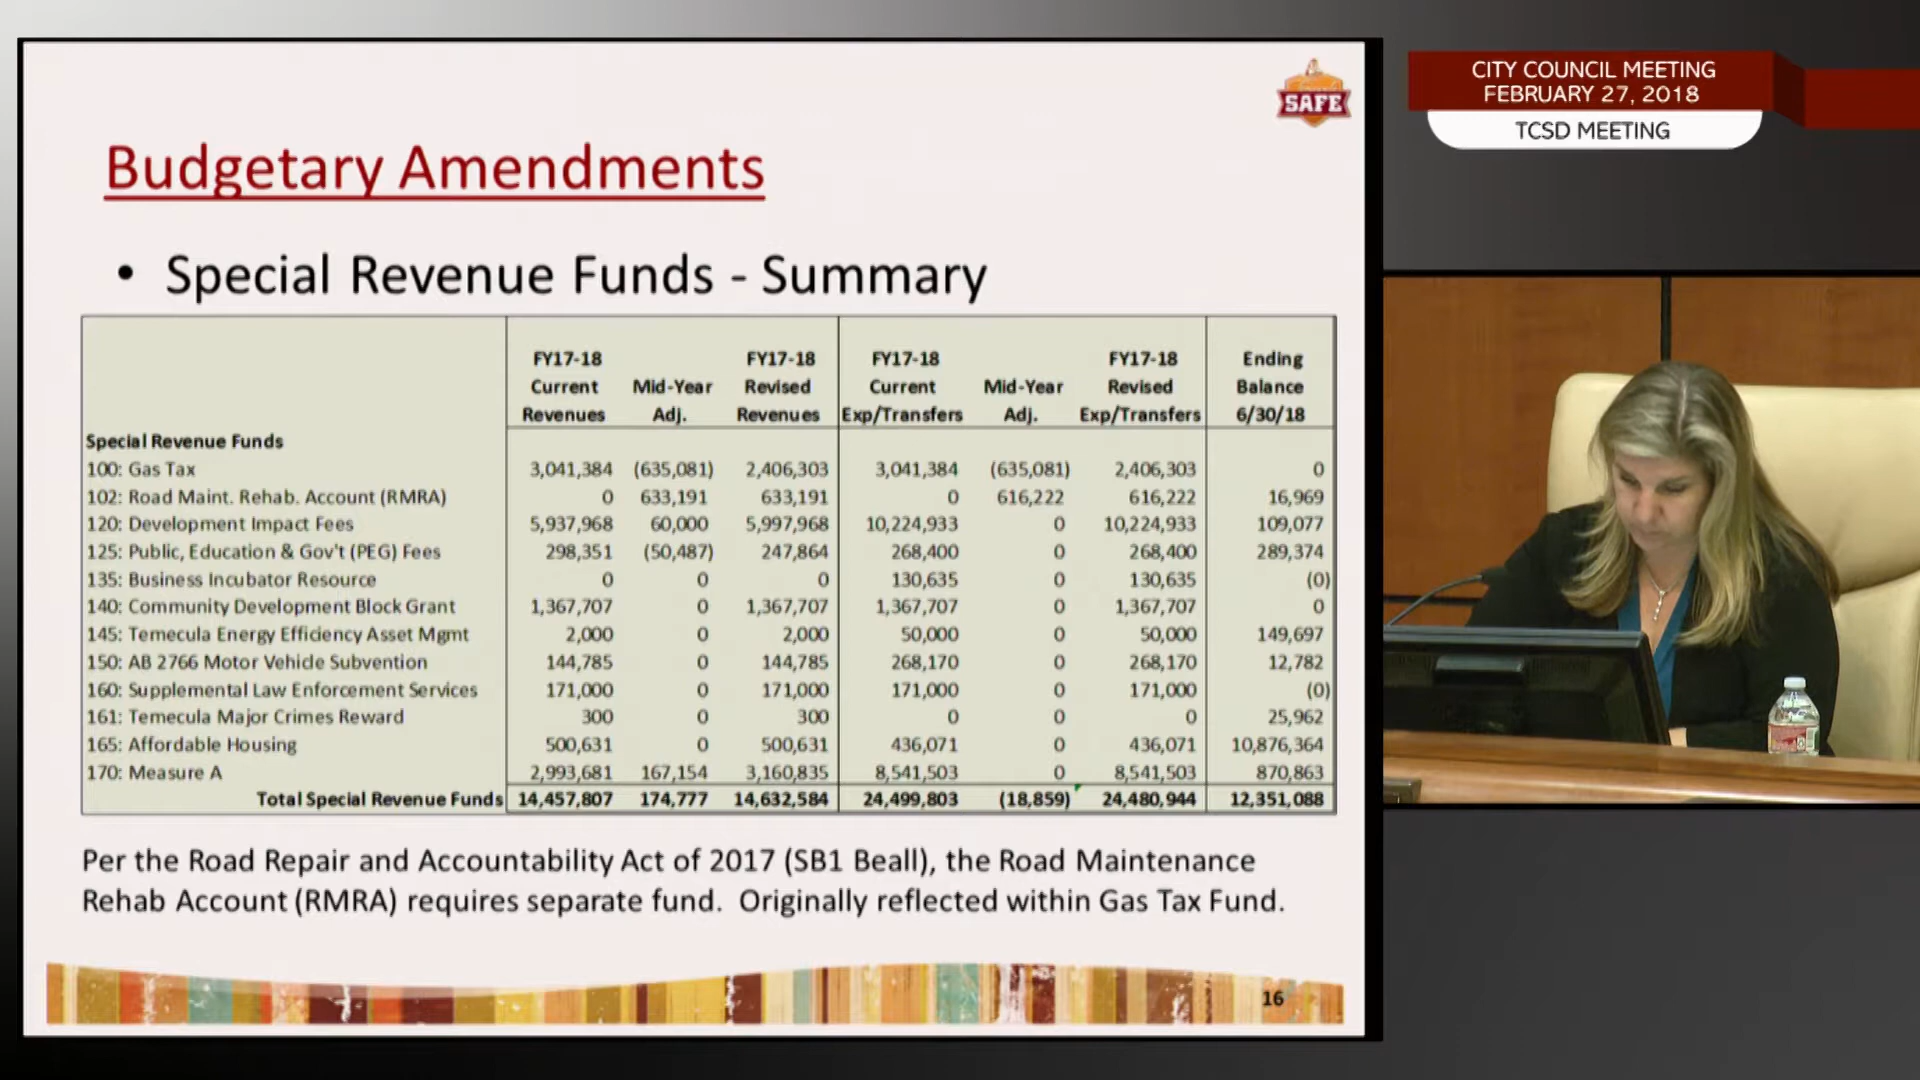 SAFE
CITY COUNCIL MEETING
FEBRUARY 27, 2018
TCSD MEETING
Budgetary Amendments
• Special Revenue Funds - Summary
FY17-18 FY17-18 FY17-18 FY17-18 Ending
Current Mid-Year Revised Current Mid-Year Revised Balance
Revenues Adj. Revenues Exp/Transfers Adj. Exp/Transfers 6/30/18
Special Revenue Funds
100: Gas Tax 3,041,384 (635,081) 2,406,303 3,041,384 (635,081) 2,406,303 0
102: Road Maint. Rehab. Account (RMRA) 0 633,191 633,191 0 616,222 616,222 16,969
120: Development Impact Fees 5,937,968 60,000 5,997,968 10,224,933 0 10,224,933 109,077
125: Public, Education & Gov't (PEG) Fees 298,351 (50,487) 247,864 268,400 0 268,400 289,374
135: Business Incubator Resource 0 0 0 130,635 0 130,635 (0)
140: Community Development Block Grant 1,367,707 0 1,367,707 1,367,707 0 1,367,707 0
145: Temecula Energy Efficiency Asset Mgmt 2,000 0 2,000 50,000 0 50,000 149,697
150: AB 2766 Motor Vehicle Subvention 144,785 0 144,785 268,170 0 268,170 12,782
160: Supplemental Law Enforcement Services 171,000 0 171,000 171,000 0 171,000 (0)
161: Temecula Major Crimes Reward 300 0 300 0 0 0 25,962
165: Affordable Housing 500,631 0 500,631 436,071 0 436,071 10,876,364
170: Measure A 2,993,681 167,154 3,160,835 8,541,503 0 8,541,503 870,863
Total Special Revenue Funds 14,457,807 174,777 14,632,584 24,499,803 (18,859) 24,480,944 12,351,088
Per the Road Repair and Accountability Act of 2017 (SB1 Beall), the Road Maintenance
Rehab Account (RMRA) requires separate fund. Originally reflected within Gas Tax Fund.
16